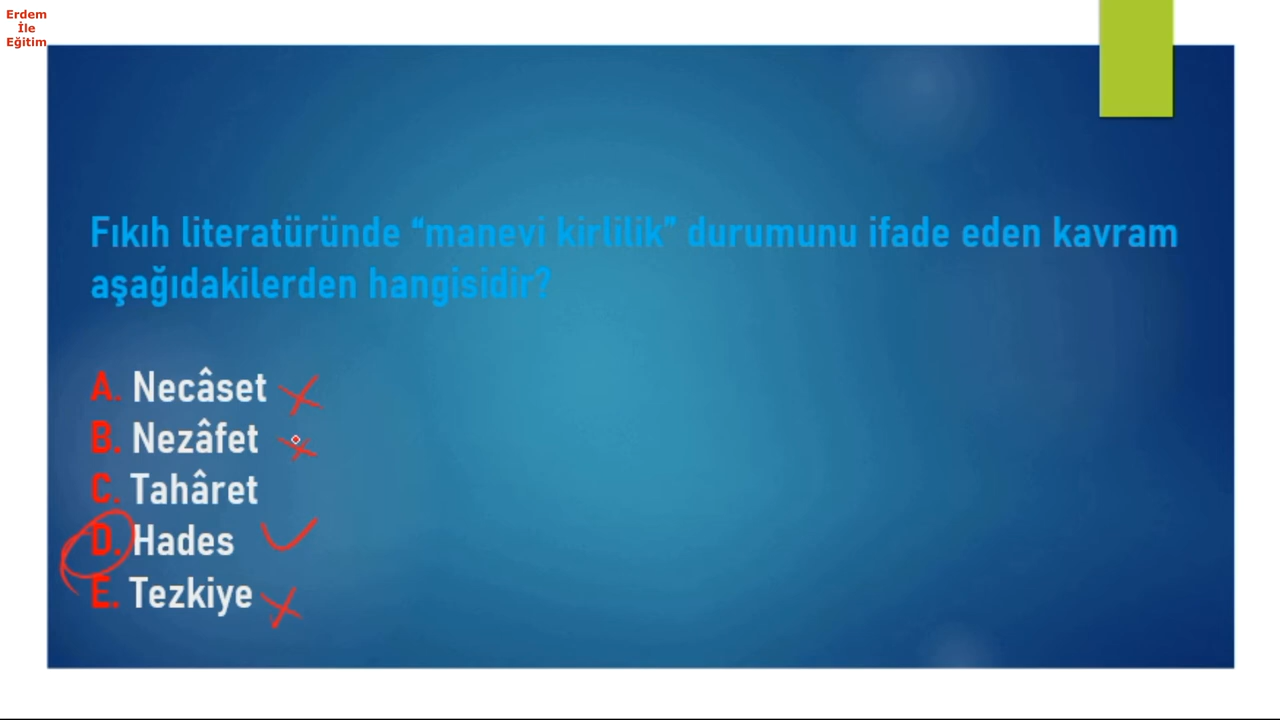 Erdem
İle
Eğitim
Fıkıh literatüründe “manevi kirlilik” durumunu ifade eden kavram
aşağıdakilerden hangisidir?
A. Necâset
B. Nezâfet
C. Tahâret
D. Hades
E. Tezkiye